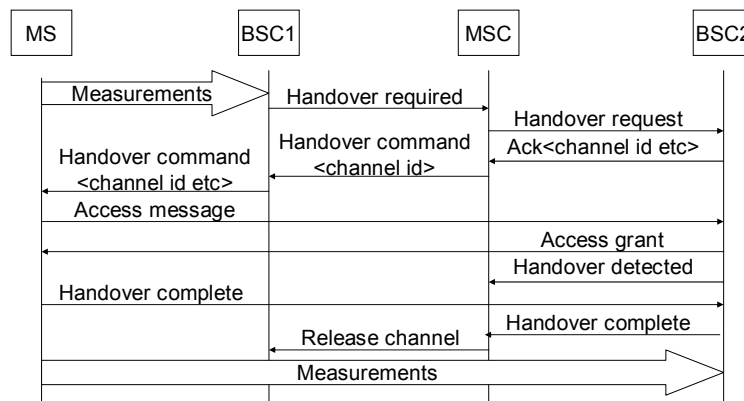 MS
BSC1
MSC
BSC2
Measurements
Handover required
Handover request
Ack<channel id etc>
Handover command
<channel id>
Handover command
<channel id etc>
Access message
Access grant
Handover detected
Handover complete
Handover complete
Release channel
Measurements